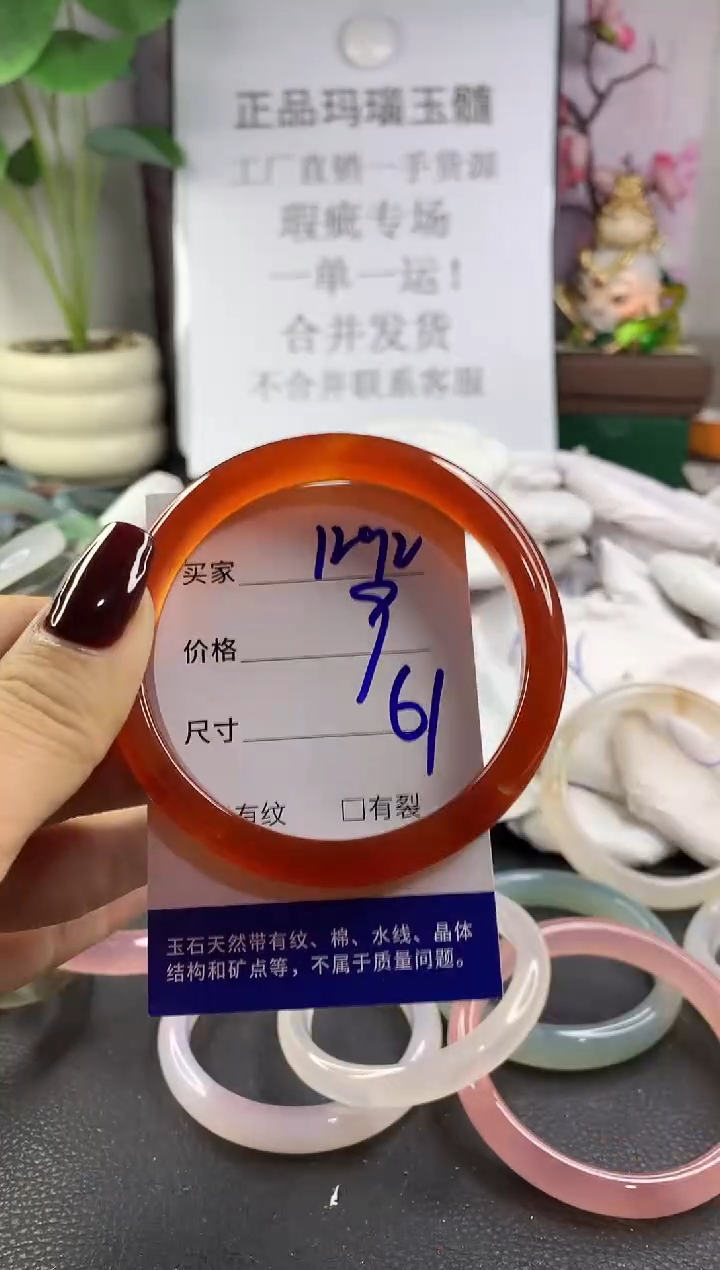 正品玛瑙玉髓
工厂直销一手货源
瑕疵专场
一单一运！
合并发货
不合并联系客服
买家
价格
尺寸 61
有纹 □有裂
玉石天然带有纹、棉、水线、晶体
结构和矿点等，不属于质量问题。